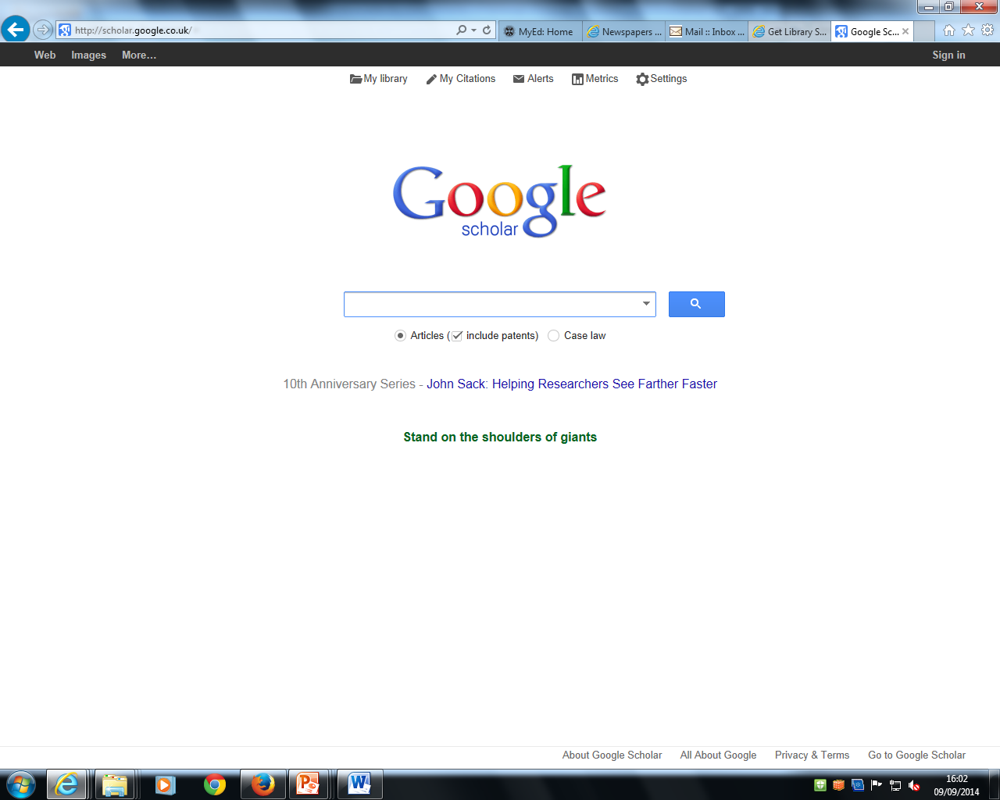 http://scholar.google.co.uk/
MyEd: Home
Newspapers ...
Mail :: Inbox ...
Get Library S...
Google Sc...
Web Images More... Sign in
My library My Citations Alerts Metrics Settings
Google
scholar
Articles ( include patents) Case law
10th Anniversary Series - John Sack: Helping Researchers See Farther Faster
Stand on the shoulders of giants
About Google Scholar All About Google Privacy & Terms Go to Google Scholar
16:02
09/09/2014